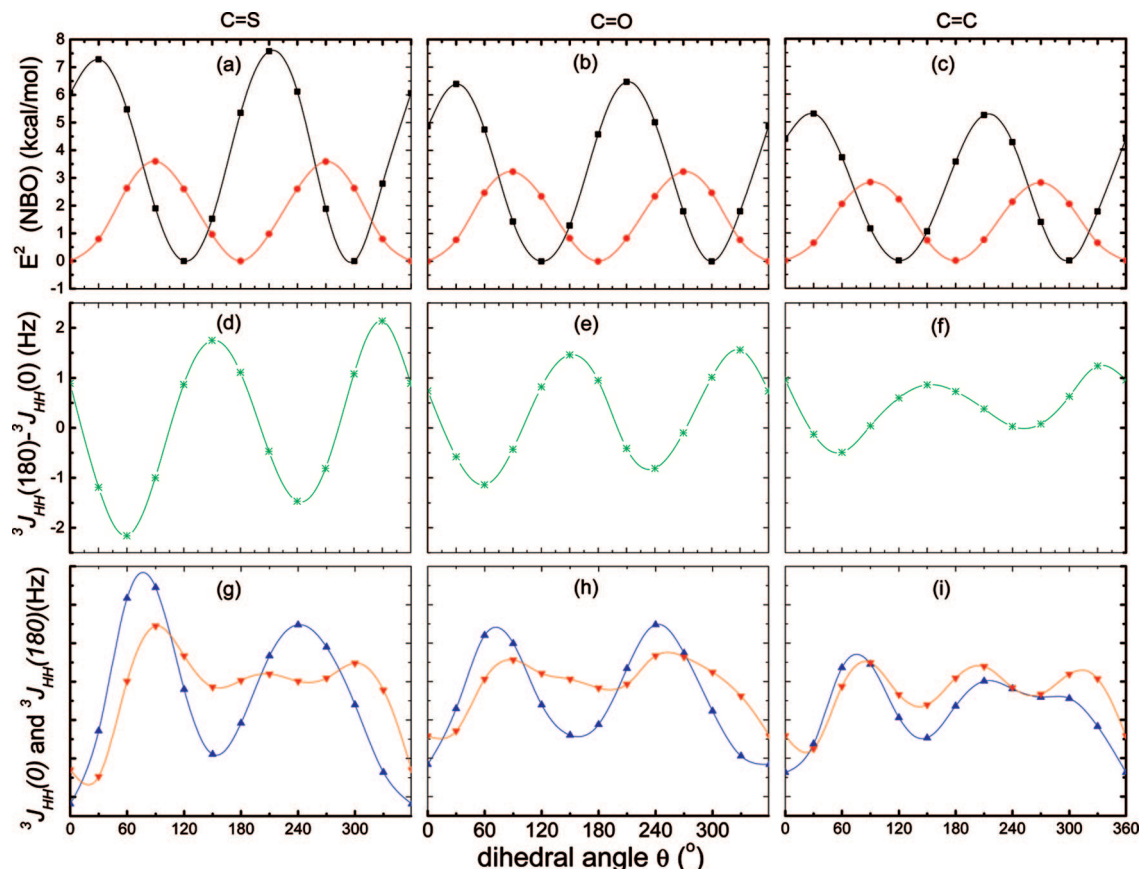 C=S C=O C=C
(a) (b) (c)
8
7
6
5
4
3
2
1
0
-1
E² (NBO) (kcal/mol)
(d) (e) (f)
2
1
0
-1
-2
³J_HH(180)-³J_HH(0) (Hz)
(g) (h) (i)
³J_HH(0) and ³J_HH(180)(Hz)
0 60 120 180 240 300 0 60 120 180 240 300 0 60 120 180 240 300 360
dihedral angle θ (°)